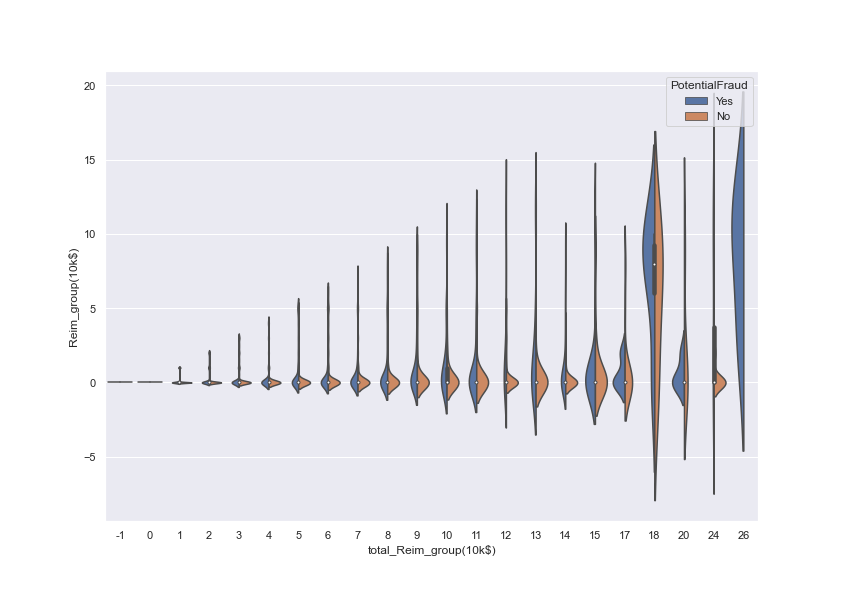 PotentialFraud
Yes
No
20
15
10
5
0
−5
Reim_group(10k$)
-1 0 1 2 3 4 5 6 7 8 9 10 11 12 13 14 15 17 18 20 24 26
total_Reim_group(10k$)